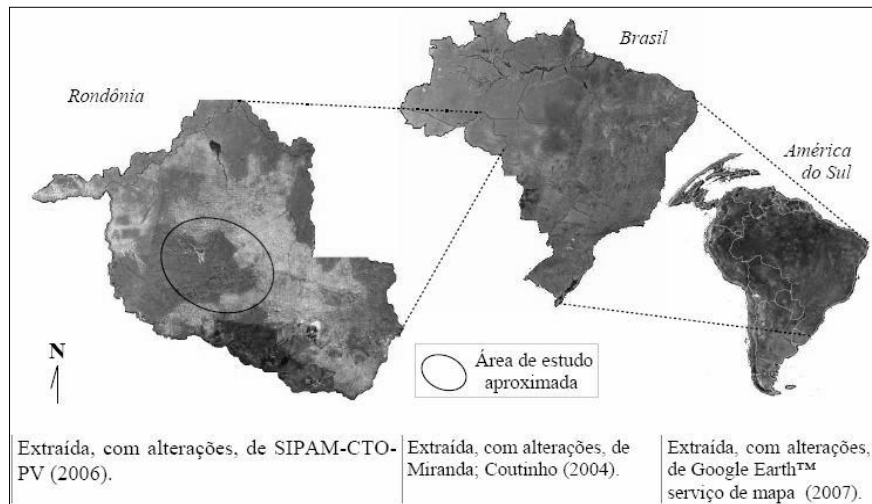 Rondônia
Brasil
América
do Sul
N
Área de estudo
aproximada
Extraída, com alterações, de SIPAM-CTO-
PV (2006).
Extraída, com alterações, de
Miranda; Coutinho (2004).
Extraída, com alterações,
de Google Earth™
serviço de mapa (2007).